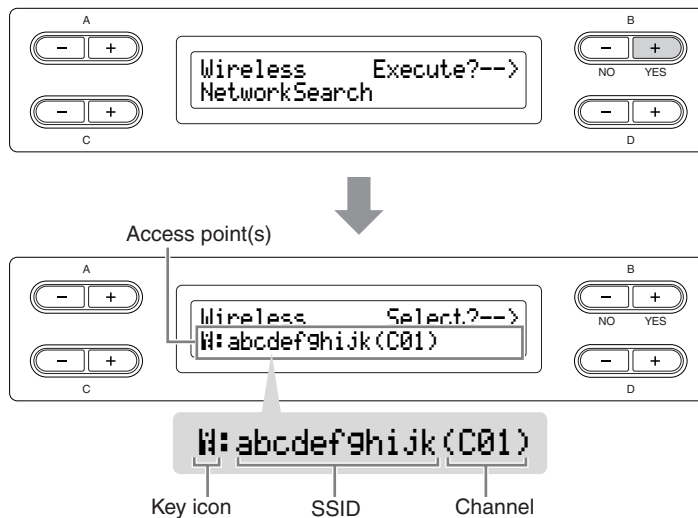 A
B
- +
- +
NO YES
Wireless Execute?-->
NetworkSearch
- +
- +
C
D
Access point(s)
A
B
- +
- +
NO YES
Wireless Select?-->
:abcdefghijk(C01)
- +
- +
C
D
:abcdefghijk(C01)
Key icon
SSID
Channel